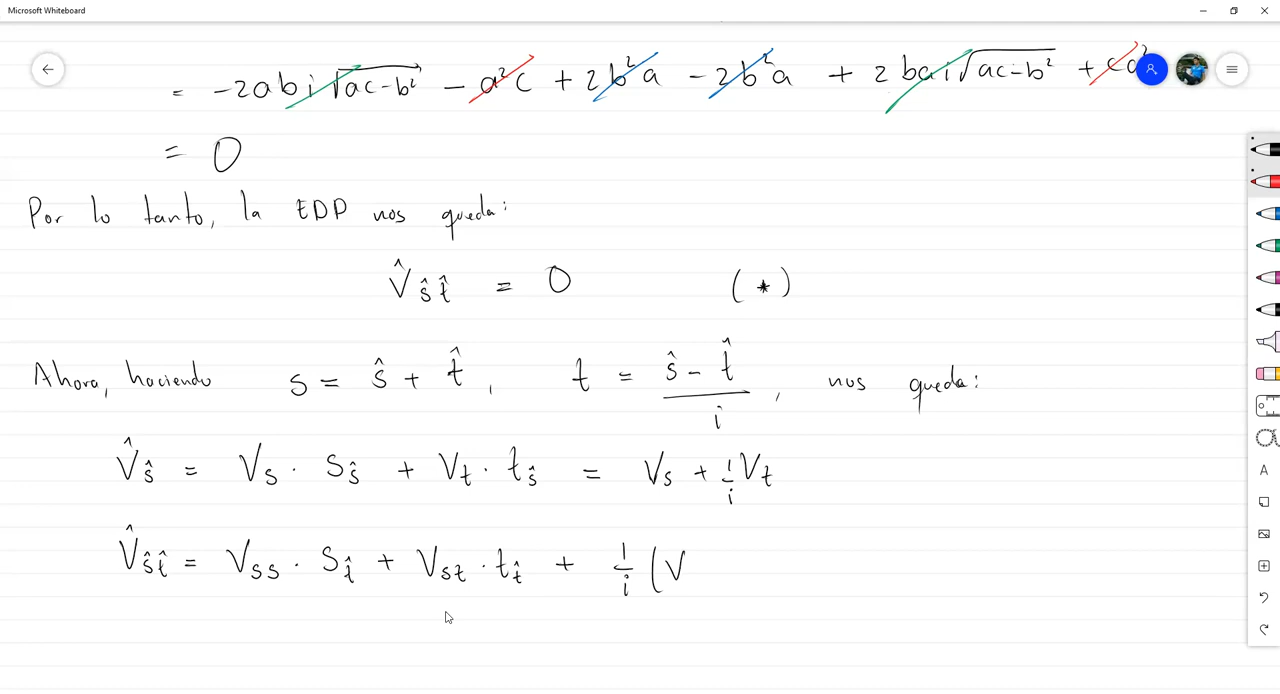 Microsoft Whiteboard
= -2abi√(ac-b²) - a²c + 2b²a - 2b²a + 2bai√(ac-b²) + ca²
= 0
Por lo tanto, la EDP nos queda:
V̂ŝt̂ = 0 (*)
Ahora, haciendo s = ŝ + t̂, t = (ŝ - t̂)/i, nos queda:
V̂ŝ = Vs · Sŝ + Vt · tŝ = Vs + 1/i Vt
V̂ŝt̂ = Vss · St̂ + Vst · tt̂ + 1/i (V
A